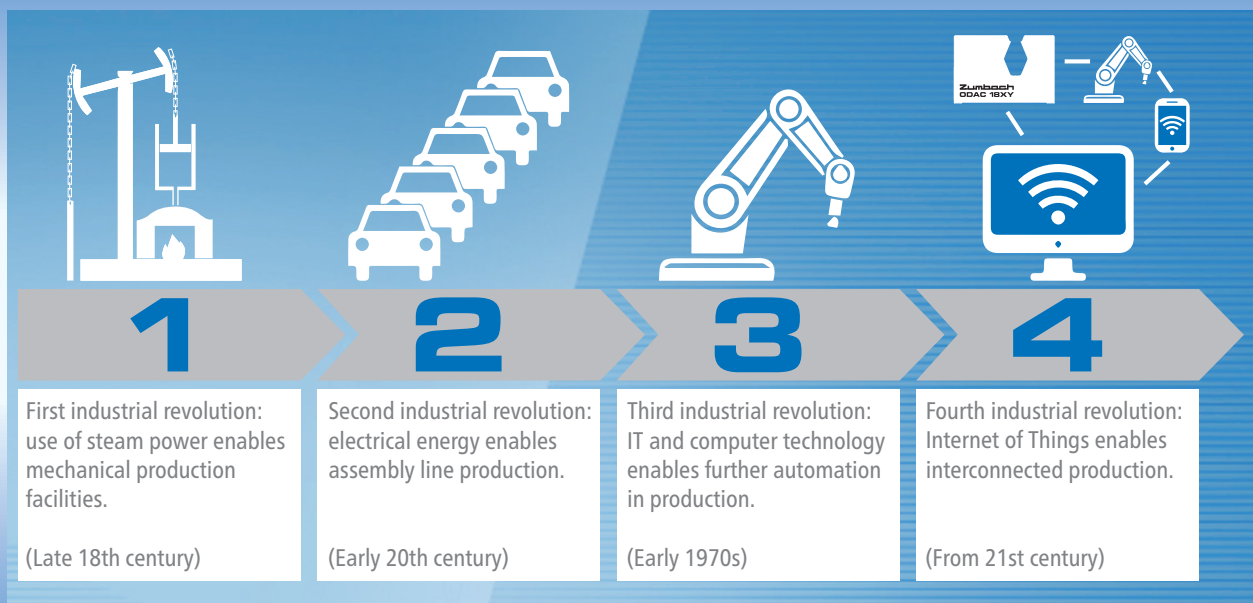 Zumbach
ODAC 18XY
1
2
3
4
First industrial revolution:
use of steam power enables
mechanical production
facilities.
(Late 18th century)
Second industrial revolution:
electrical energy enables
assembly line production.
(Early 20th century)
Third industrial revolution:
IT and computer technology
enables further automation
in production.
(Early 1970s)
Fourth industrial revolution:
Internet of Things enables
interconnected production.
(From 21st century)